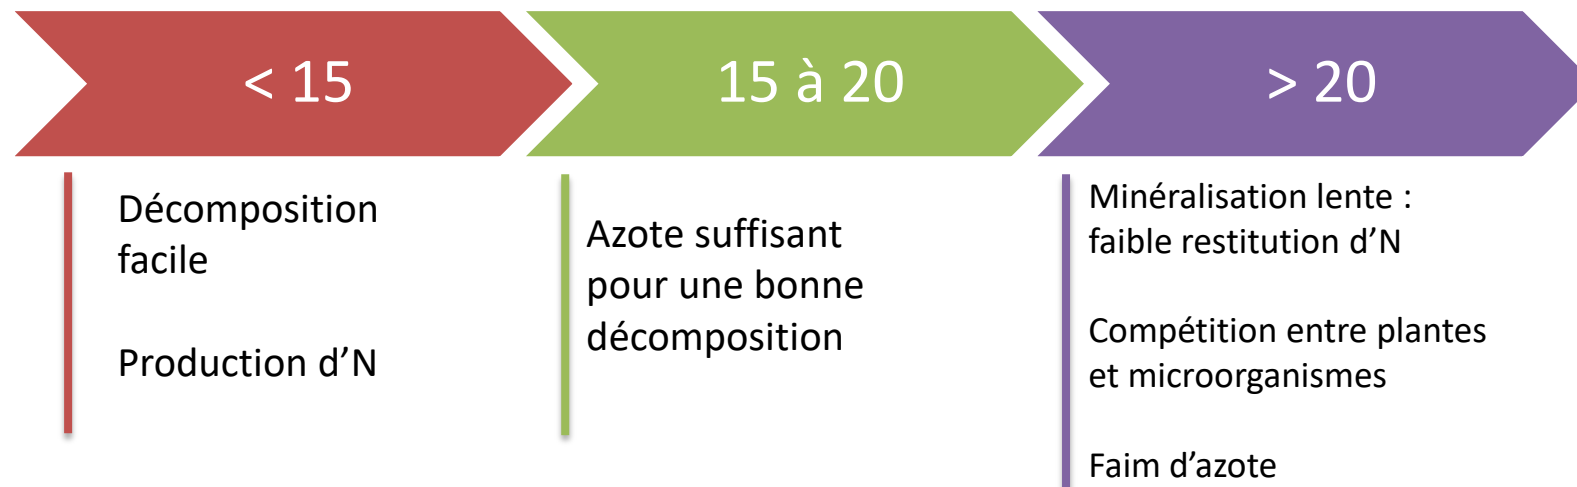 < 15
15 à 20
> 20
Décomposition
facile
Production d’N
Azote suffisant
pour une bonne
décomposition
Minéralisation lente :
faible restitution d’N
Compétition entre plantes
et microorganismes
Faim d’azote